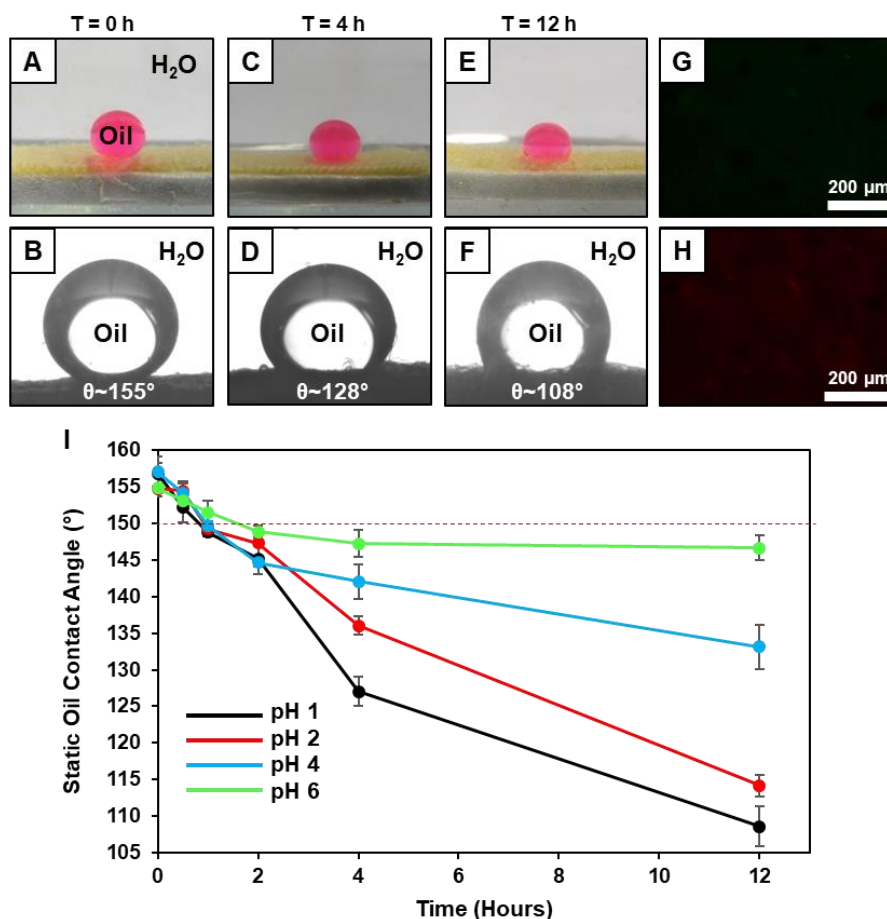 T = 0 h T = 4 h T = 12 h
A H₂O C E G
Oil
200 µm
B H₂O D H₂O F H₂O H
Oil Oil Oil
θ~155° θ~128° θ~108° 200 µm
I
160
155
150
145
140
135
130
125
120
115
110
105
Static Oil Contact Angle (°)
pH 1
pH 2
pH 4
pH 6
0 2 4 6 8 10 12
Time (Hours)